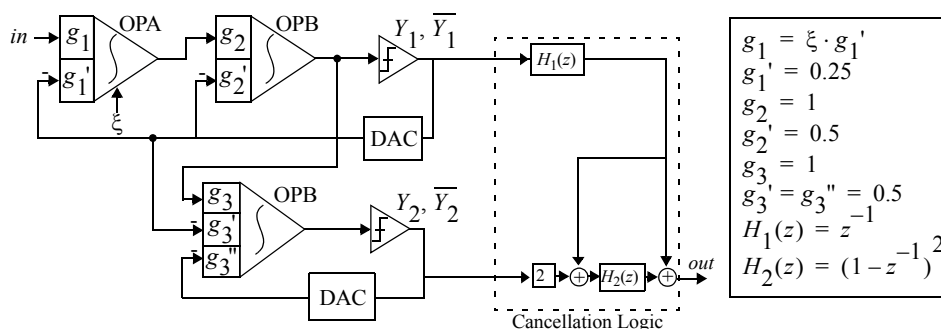 OPA
OPB
Y₁, Y̅₁
in
g₁
g₁'
ξ
g₂
g₂'
H₁(z)
DAC
OPB
g₃
g₃'
g₃''
Y₂, Y̅₂
DAC
2
+
H₂(z)
+
out
Cancellation Logic
g₁ = ξ · g₁'
g₁' = 0.25
g₂ = 1
g₂' = 0.5
g₃ = 1
g₃' = g₃'' = 0.5
H₁(z) = z⁻¹
H₂(z) = (1 – z⁻¹)²